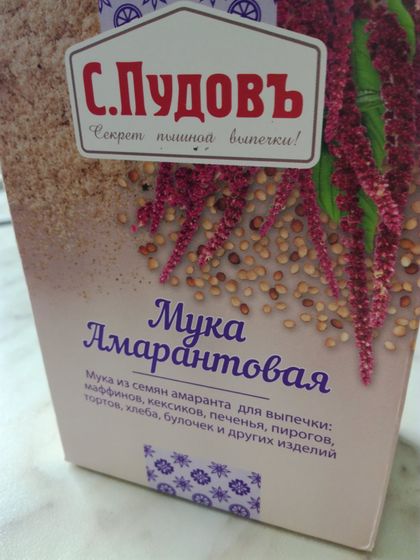 С.ПУДОВЪ
Секрет пышной выпечки!
Мука
Амарантовая
Мука из семян амаранта для выпечки:
маффинов, кексиков, печенья, пирогов,
тортов, хлеба, булочек и других изделий